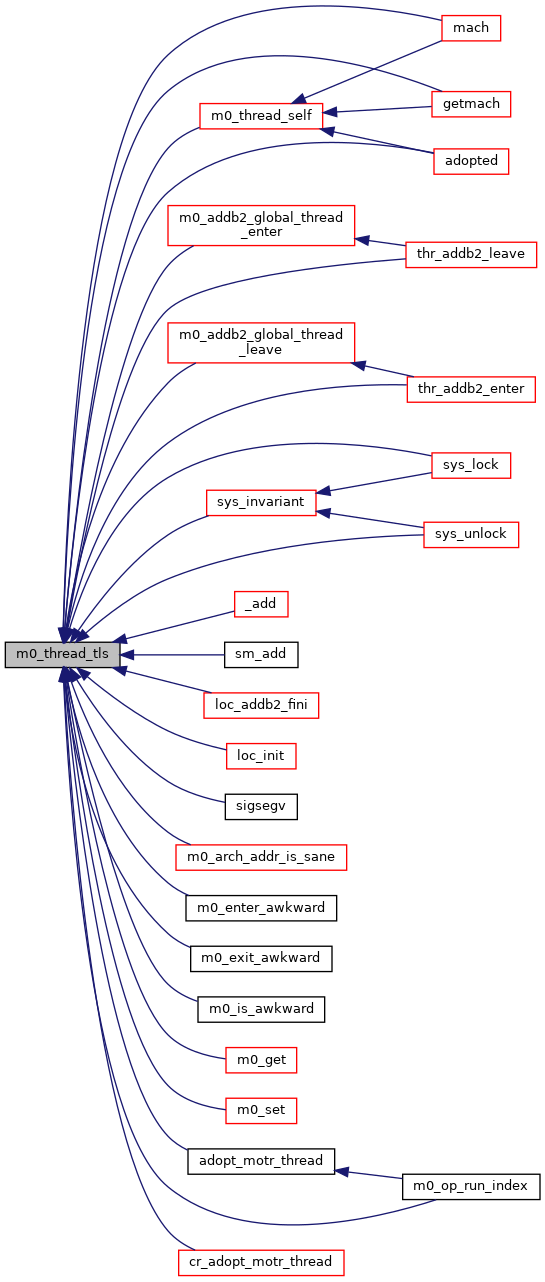 mach
getmach
m0_thread_self
adopted
m0_addb2_global_thread
_enter
thr_addb2_leave
m0_addb2_global_thread
_leave
thr_addb2_enter
sys_lock
sys_invariant
sys_unlock
_add
m0_thread_tls
sm_add
loc_addb2_fini
loc_init
sigsegv
m0_arch_addr_is_sane
m0_enter_awkward
m0_exit_awkward
m0_is_awkward
m0_get
m0_set
adopt_motr_thread
m0_op_run_index
cr_adopt_motr_thread